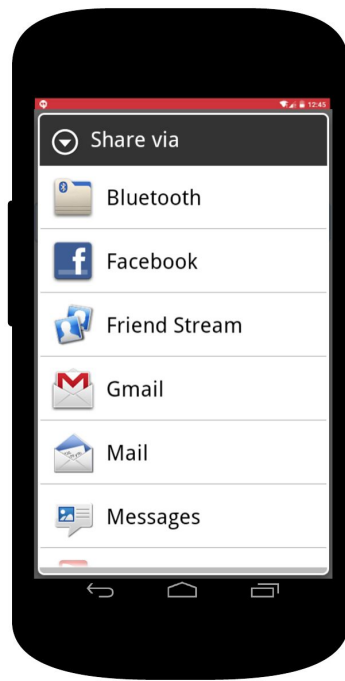 12:45
Share via
Bluetooth
Facebook
Friend Stream
Gmail
Mail
Messages